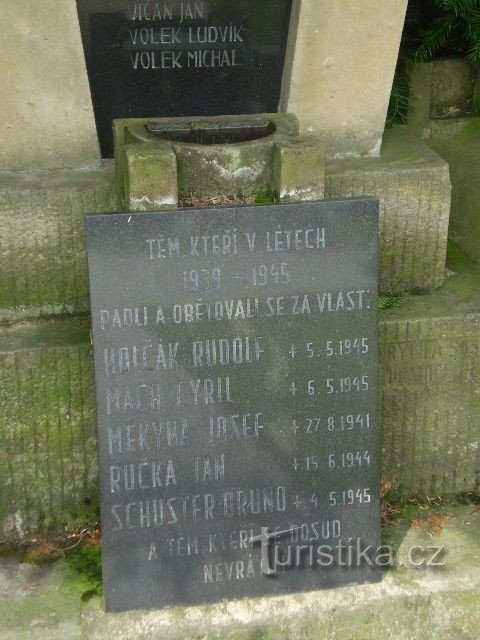 VIČAN JAN
VOLEK LUDVÍK
VOLEK MICHAL
TĚM, KTEŘÍ V LÉTECH
1939 - 1945
PADLI A OBĚTOVALI SE ZA VLAST:
HOLČÁK RUDOLF + 5. 5. 1945
MACH CYRIL + 6. 5. 1945
MEKYNA JOSEF + 27. 8. 1941
RUČKA JAN + 15. 6. 1944
SCHUSTER BRUNO + 4. 5. 1945
A TĚM, KTEŘÍ SE DOSUD
NEVRÁ
Turistika.cz